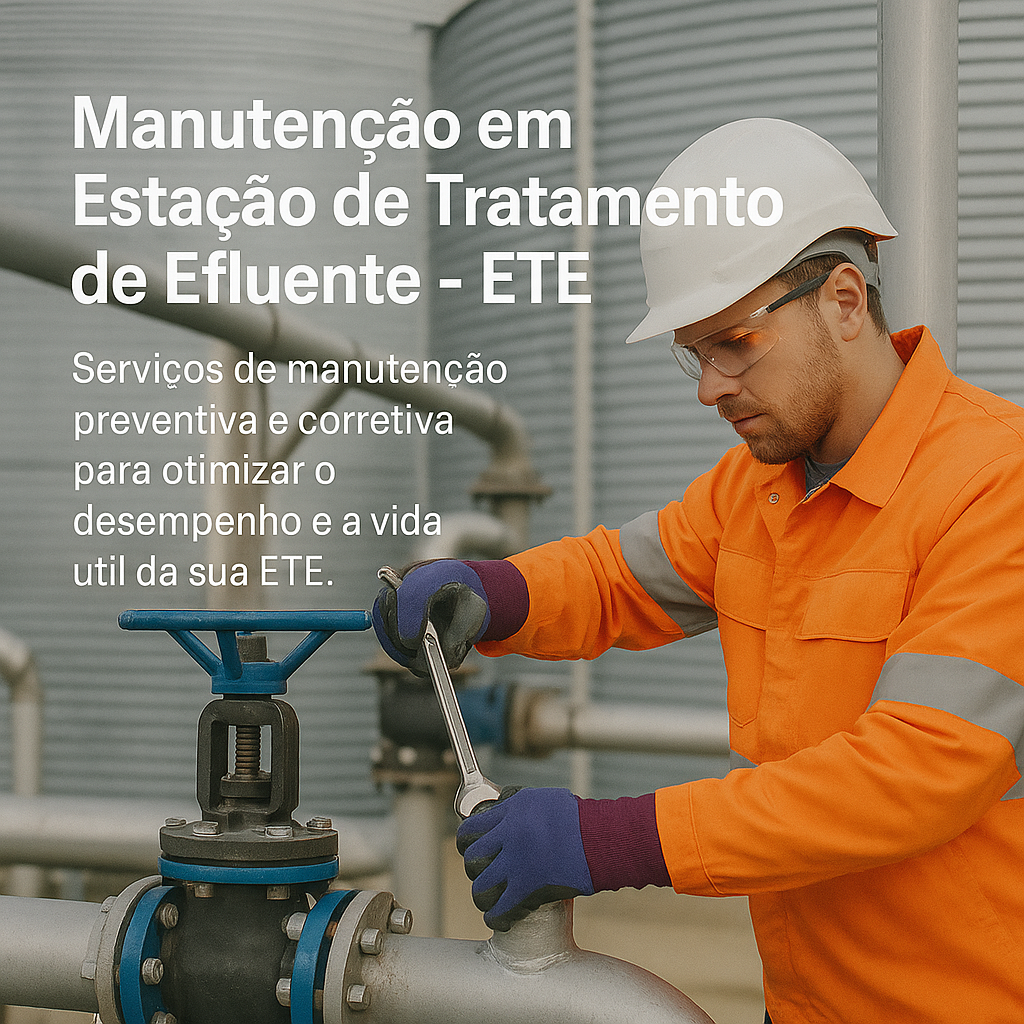 Manutenção em
Estação de Tratamento
de Efluente - ETE
Serviços de manutenção
preventiva e corretiva
para otimizar o
desempenho e a vida
util da sua ETE.